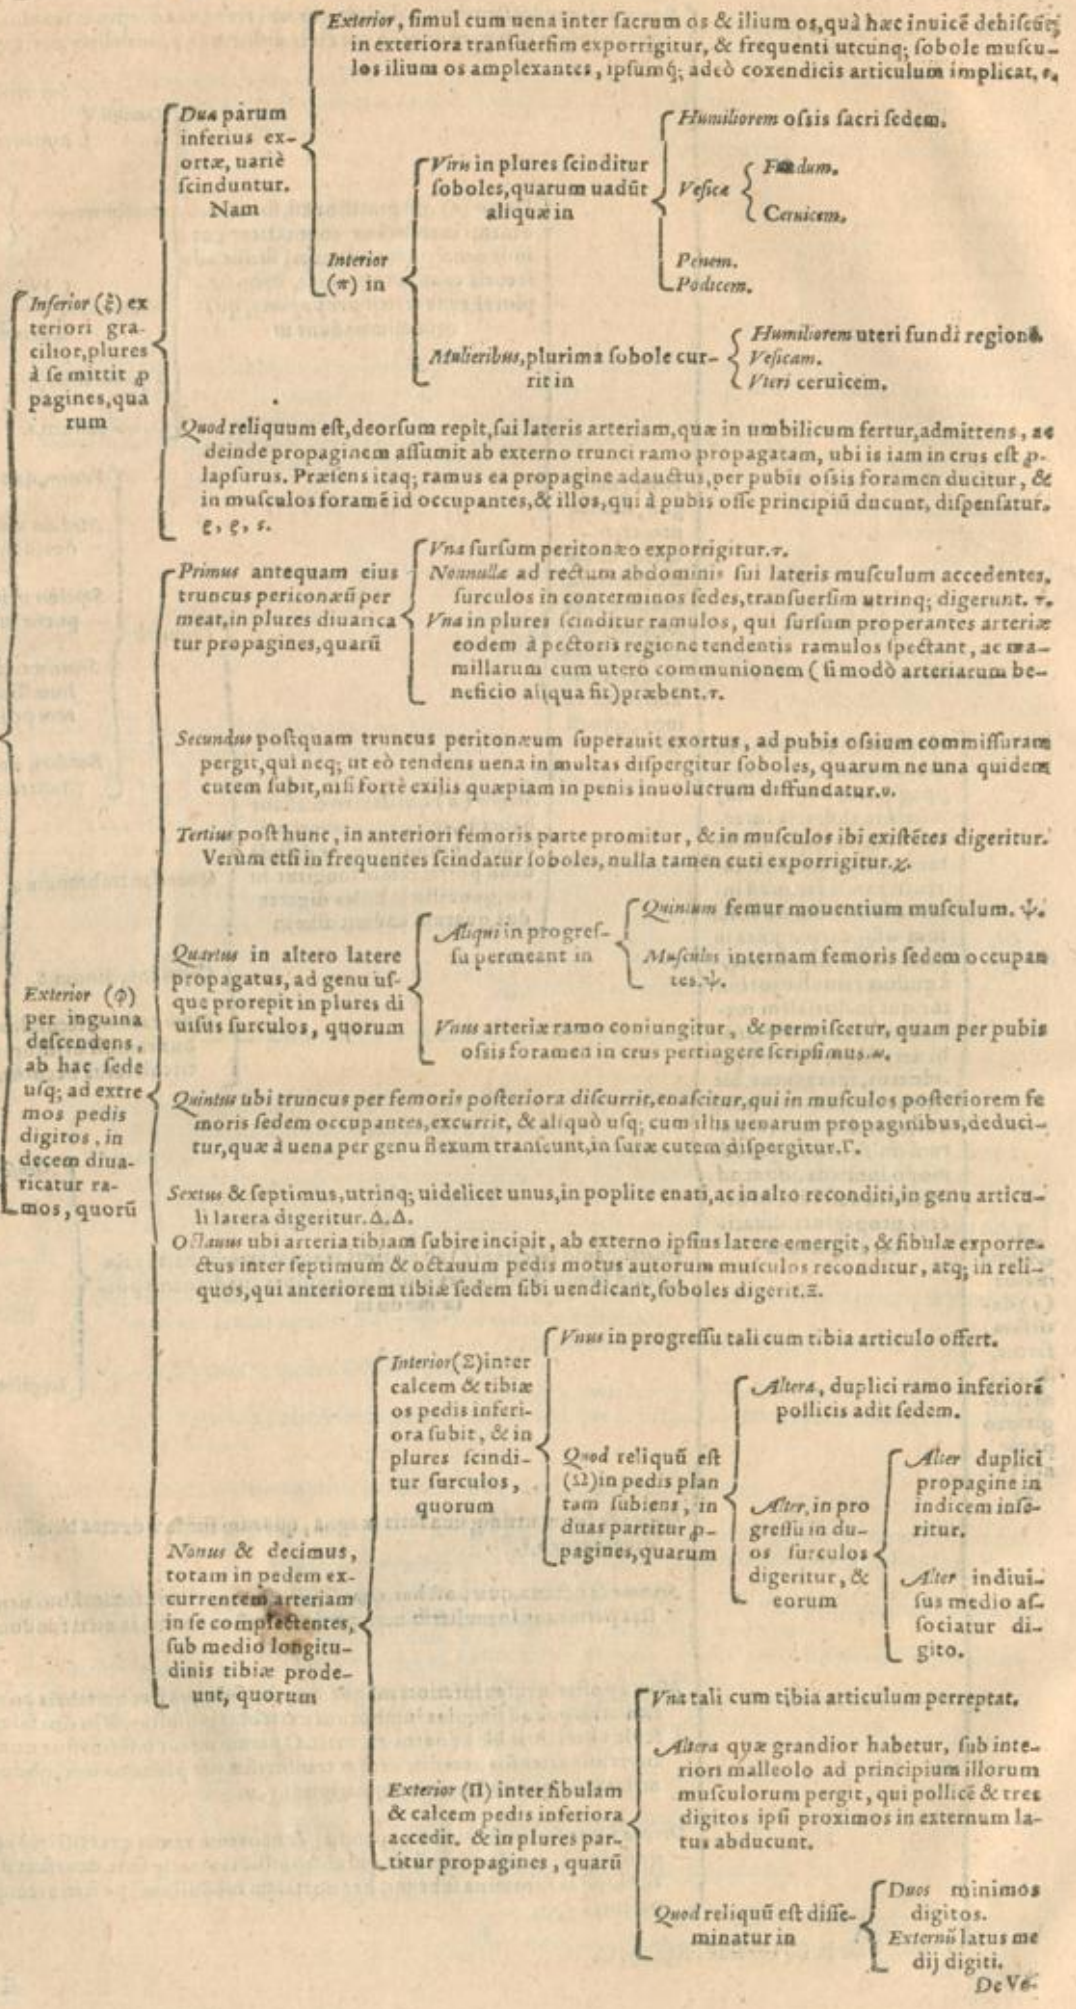 Exterior, ſimul cum uena inter ſacrum os & ilium os, quà hæc inuicē dehiſcūt,
in exteriora tranſuerſim exporrigitur, & frequenti utcunq; ſobole muſcu-
los ilium os amplexantes, ipſumq́; adeò coxendicis articulum implicat, ς.
Duæ parum
inferius ex-
ortæ, uariè
ſcinduntur.
Nam
Interior
(π) in
Viris in plures ſcinditur
ſoboles, quarum uadūt
aliquæ in
Humiliorem oſsis ſacri ſedem.
Veſicæ
Fundum.
Ceruicem.
Penem.
Podicem.
Mulieribus, plurima ſobole cur-
rit in
Humiliorem uteri fundi regionē.
Veſicam.
Vteri ceruicem.
Inferior (ξ) ex
teriori gra-
cilior, plures
à ſe mittit ꝓ
pagines, qua
rum
Quod reliquum eſt, deorſum repit, ſui lateris arteriam, quæ in umbilicum fertur, admittens, ac
deinde propaginem aſſumit ab externo trunci ramo propagatam, ubi is iam in crus eſt ꝓ-
lapſurus. Præſens itaq; ramus ea propagine adauctus, per pubis oſsis foramen ducitur, &
in muſculos foramē id occupantes, & illos, qui à pubis oſſe principiū ducunt, diſpenſatur.
ϱ, ϱ, ς.
Primus antequam eius
truncus peritonæū per
meat, in plures diuarica
tur propagines, quarū
Vna ſurſum peritonæo exporrigitur. τ.
Nonnullæ ad rectum abdominis ſui lateris muſculum accedentes,
ſurculos in conterminos ſedes, tranſuerſim utrinq; digerunt. τ.
Vna in plures ſcinditur ramulos, qui ſurſum properantes arteriæ
eodem à pectoris regione tendentis ramulos ſpectant, ac ma-
millarum cum utero communionem (ſi modò arteriarum be-
neficio aliqua fit) præbent. τ.
Secundus poſtquam truncus peritonæum ſuperauit exortus, ad pubis oſsium commiſſuram
pergit, qui neq; ut eò tendens uena in multas diſpergitur ſoboles, quarum ne una quidem
cutem ſubit, niſi fortè exilis quæpiam in penis inuolucrum diffundatur. υ.
Tertius poſt hunc, in anteriori femoris parte promitur, & in muſculos ibi exiſtētes digeritur.
Verùm etſi in frequentes ſcindatur ſoboles, nulla tamen cuti exporrigitur. χ.
Quartus in altero latere
propagatus, ad genu uſ-
que prorepit in plures di
uiſus ſurculos, quorum
Aliqui in progreſ-
ſu permeant in
Quintum femur mouentium muſculum. ψ.
Muſculos internam femoris ſedem occupan
tes. ψ.
Vnus arteriæ ramo coniungitur, & permiſcetur, quam per pubis
oſsis foramen in crus pertingere ſcripſimus. ω.
Exterior (φ)
per inguina
deſcendens,
ab hac ſede
uſq; ad extre
mos pedis
digitos, in
decem diua-
ricatur ra-
mos, quorū
Quintus ubi truncus per femoris poſteriora diſcurrit, enaſcitur, qui in muſculos poſteriorem fe
moris ſedem occupantes, excurrit, & aliquò uſq; cum illis uenarum propaginibus, deduci-
tur, quæ à uena per genu flexum tranſeunt, in ſuræ cutem diſpergitur. Γ.
Sextus & ſeptimus, utrinq; uidelicet unus, in poplite enati, ac in alto reconditi, in genu articu-
li latera digeritur. Δ. Δ.
Octauus ubi arteria tibiam ſubire incipit, ab externo ipſius latere emergit, & fibulæ exporre-
ctus inter ſeptimum & octauum pedis motus autorum muſculos reconditur, atq; in reli-
quos, qui anteriorem tibiæ ſedem ſibi uendicant, ſoboles digerit. Ξ.
Nonus & decimus,
totam in pedem ex-
currentem arteriam
in ſe complectentes,
ſub medio longitu-
dinis tibiæ prode-
unt, quorum
Interior (Σ) inter
calcem & tibiæ
os pedis inferi-
ora ſubit, & in
plures ſcindi-
tur ſurculos,
quorum
Vnus in progreſſu tali cum tibia articulo offert.
Quod reliquū eſt
(Ω) in pedis plan
tam ſubiens, in
duas partitur ꝓ-
pagines, quarum
Altera, duplici ramo inferiorē
pollicis adit ſedem.
Alter, in pro
greſſu in du-
os ſurculos
digeritur, &
eorum
Alter duplici
propagine in
indicem inſe-
ritur.
Alter indiui-
ſus medio aſ-
ſociatur di-
gito.
Exterior (Π) inter fibulam
& calcem pedis inferiora
accedit, & in plures par-
titur propagines, quarū
Vna tali cum tibia articulum perreptat.
Altera quæ grandior habetur, ſub inte-
riori malleolo ad principium illorum
muſculorum pergit, qui pollicē & tres
digitos ipſi proximos in externum la-
tus abducunt.
Quod reliquū eſt diſſe-
minatur in
Duos minimos
digitos.
Externū latus me
dij digiti.
De Ve-